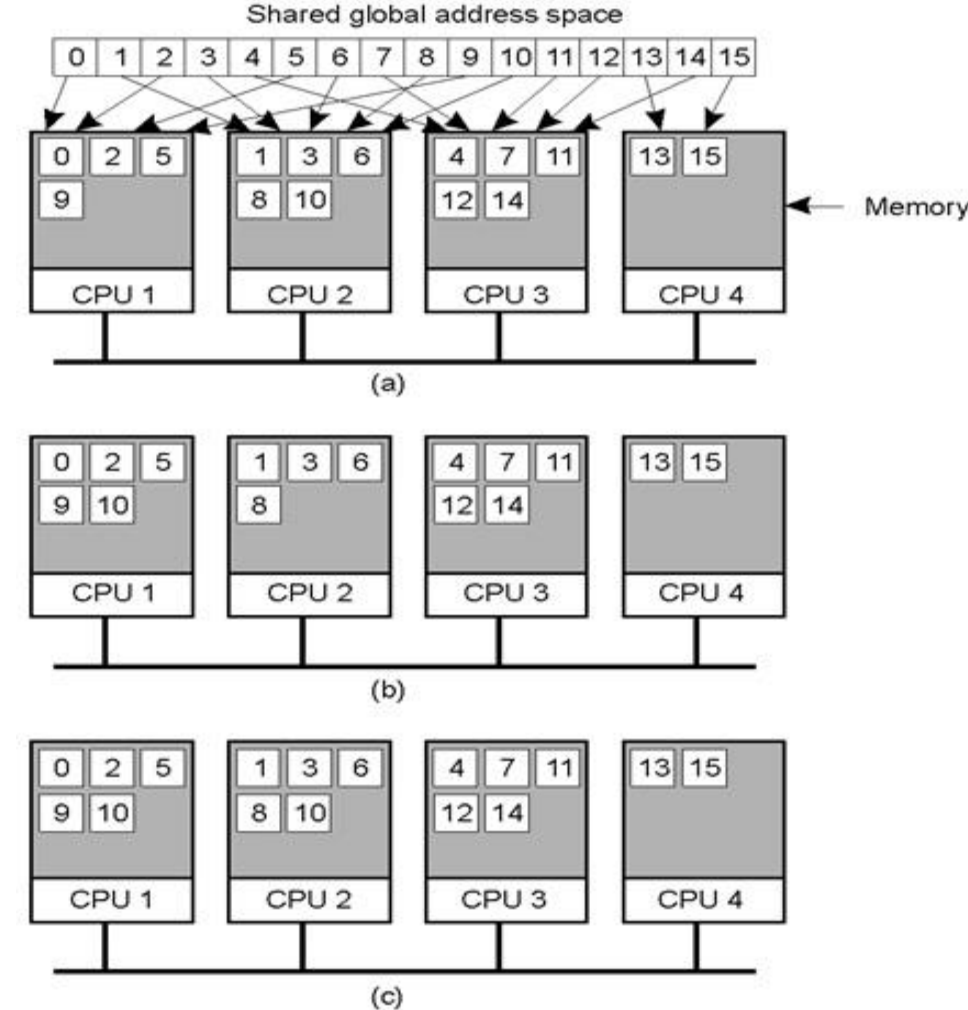 Shared global address space
0 1 2 3 4 5 6 7 8 9 10 11 12 13 14 15
0 2 5 1 3 6 4 7 11 13 15
9 8 10 12 14
Memory
CPU 1 CPU 2 CPU 3 CPU 4
(a)
0 2 5 1 3 6 4 7 11 13 15
9 10 8 12 14
CPU 1 CPU 2 CPU 3 CPU 4
(b)
0 2 5 1 3 6 4 7 11 13 15
9 10 8 10 12 14
CPU 1 CPU 2 CPU 3 CPU 4
(c)